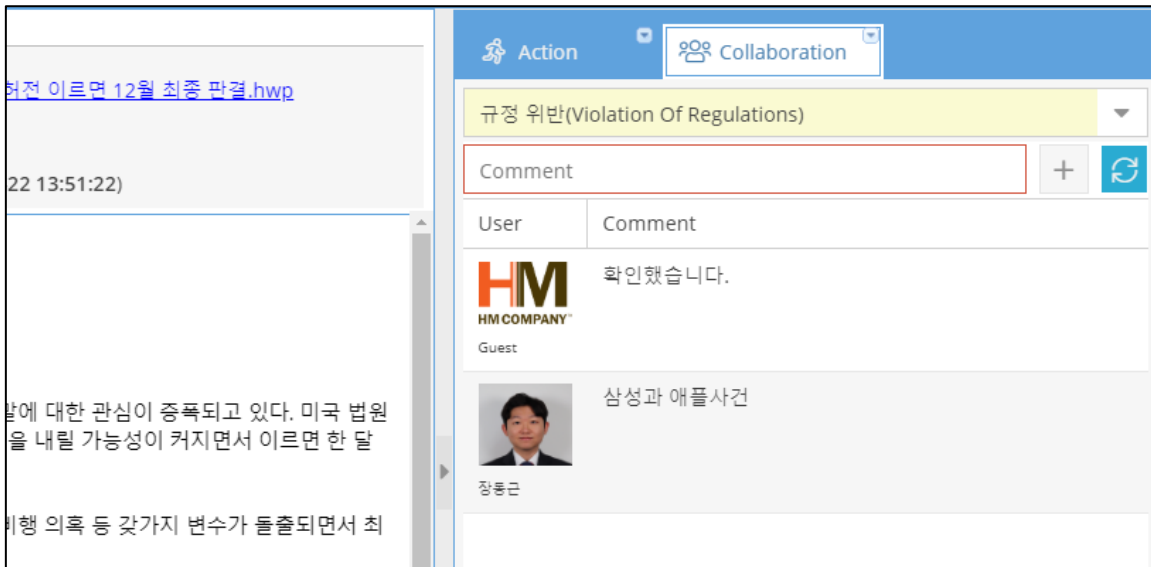 허전 이르면 12월 최종 판결.hwp
22 13:51:22)
말에 대한 관심이 증폭되고 있다. 미국 법원
을 내릴 가능성이 커지면서 이르면 한 달
비행 의혹 등 갖가지 변수가 돌출되면서 최
Action
Collaboration
규정 위반(Violation Of Regulations)
Comment
User Comment
HM
HM COMPANY
Guest
확인했습니다.
삼성과 애플사건
장동근